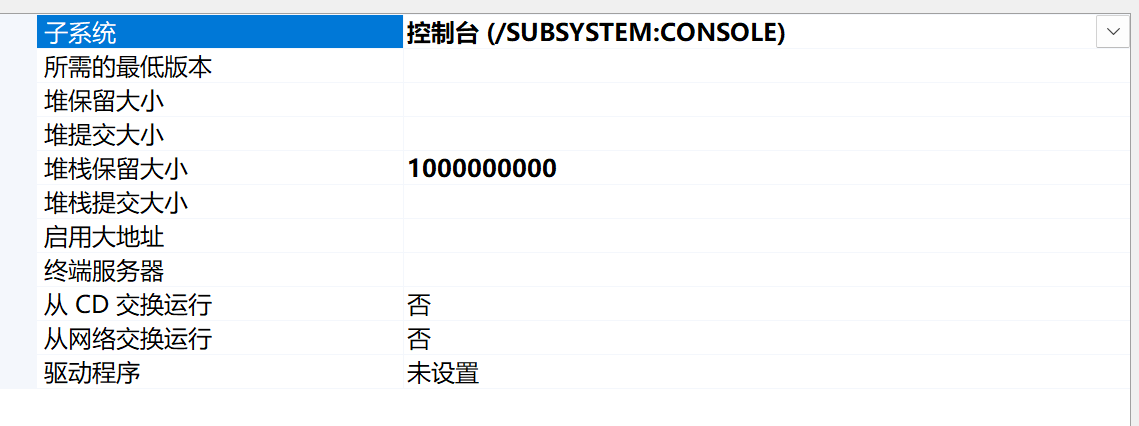 子系统 控制台 (/SUBSYSTEM:CONSOLE)
所需的最低版本
堆保留大小
堆提交大小
堆栈保留大小 1000000000
堆栈提交大小
启用大地址
终端服务器
从 CD 交换运行 否
从网络交换运行 否
驱动程序 未设置